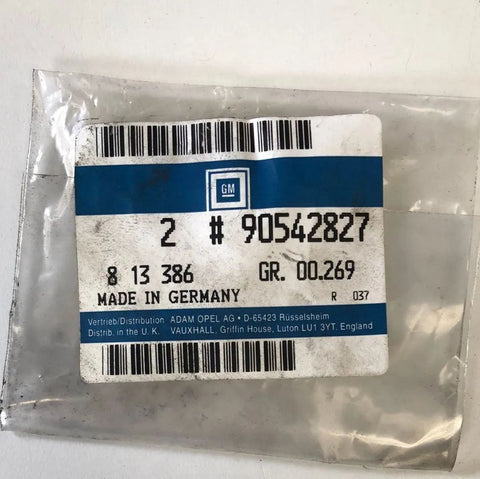 GM
2 # 90542827
8 13 386 GR. 00.269
MADE IN GERMANY R 037
Vertrieb/Distribution ADAM OPEL AG • D-65423 Rüsselsheim
Distrib. in the U. K. VAUXHALL, Griffin House, Luton LU1 3YT. England